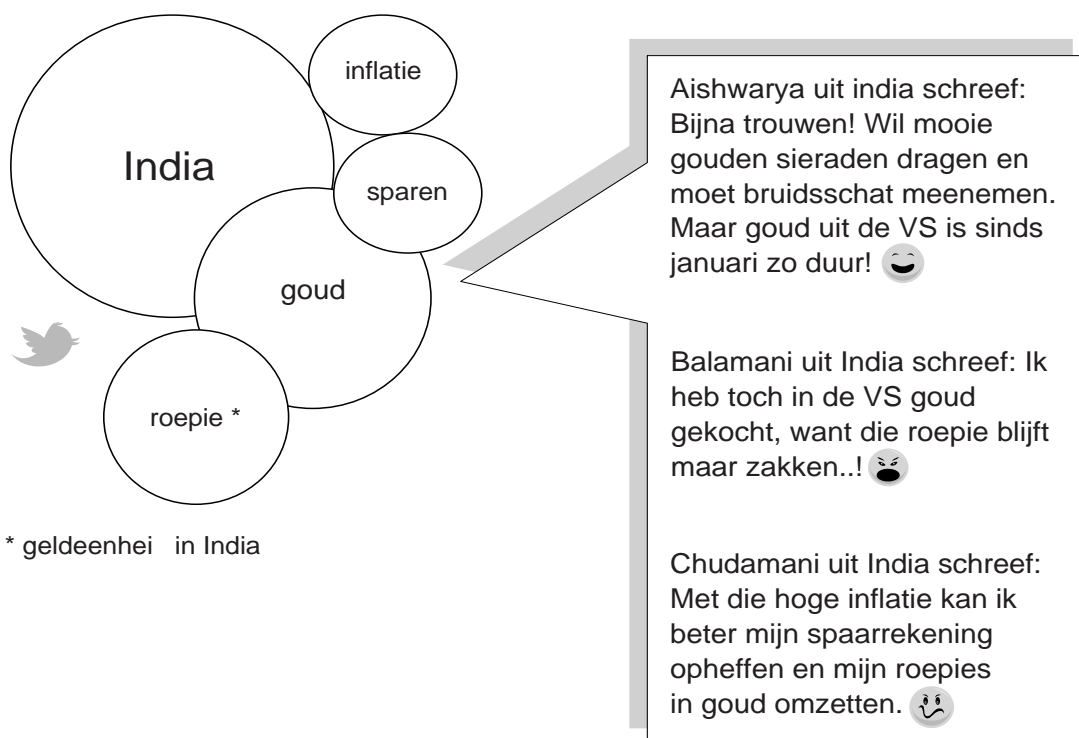 India
inflatie
sparen
goud
roepie *
* geldeenhei in India
Aishwarya uit india schreef:
Bijna trouwen! Wil mooie
gouden sieraden dragen en
moet bruidsschat meenemen.
Maar goud uit de VS is sinds
januari zo duur!
Balamani uit India schreef: Ik
heb toch in de VS goud
gekocht, want die roepie blijft
maar zakken..!
Chudamani uit India schreef:
Met die hoge inflatie kan ik
beter mijn spaarrekening
opheffen en mijn roepies
in goud omzetten.